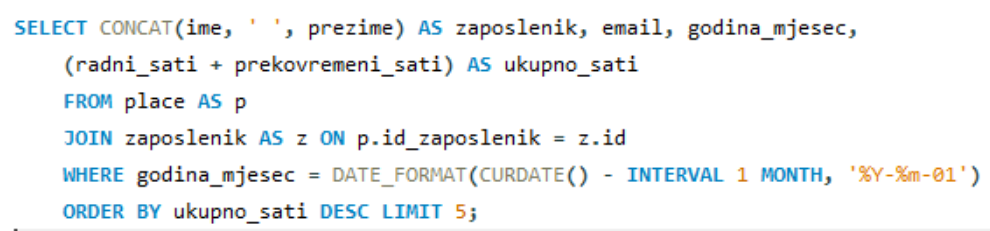 SELECT CONCAT(ime, ' ', prezime) AS zaposlenik, email, godina_mjesec,
(radni_sati + prekovremeni_sati) AS ukupno_sati
FROM place AS p
JOIN zaposlenik AS z ON p.id_zaposlenik = z.id
WHERE godina_mjesec = DATE_FORMAT(CURDATE() - INTERVAL 1 MONTH, '%Y-%m-01')
ORDER BY ukupno_sati DESC LIMIT 5;